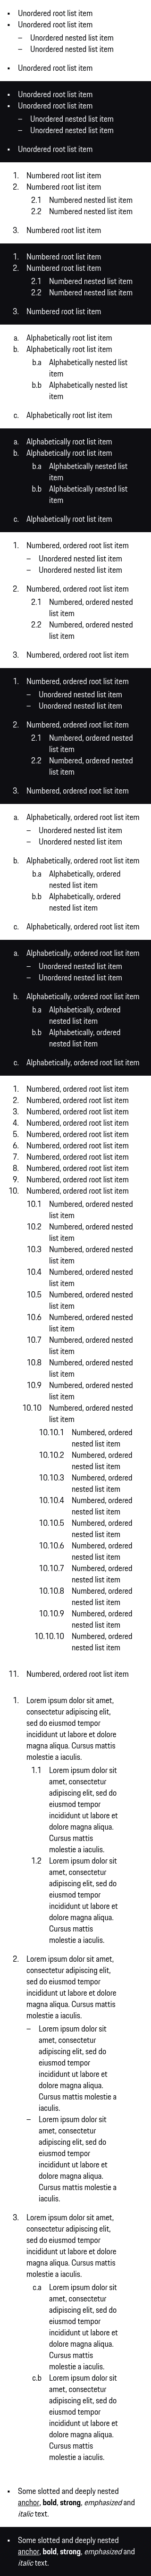 • Unordered root list item
• Unordered root list item
– Unordered nested list item
– Unordered nested list item
• Unordered root list item
• Unordered root list item
• Unordered root list item
– Unordered nested list item
– Unordered nested list item
• Unordered root list item
1. Numbered root list item
2. Numbered root list item
2.1 Numbered nested list item
2.2 Numbered nested list item
3. Numbered root list item
1. Numbered root list item
2. Numbered root list item
2.1 Numbered nested list item
2.2 Numbered nested list item
3. Numbered root list item
a. Alphabetically root list item
b. Alphabetically root list item
b.a Alphabetically nested list
item
b.b Alphabetically nested list
item
c. Alphabetically root list item
a. Alphabetically root list item
b. Alphabetically root list item
b.a Alphabetically nested list
item
b.b Alphabetically nested list
item
c. Alphabetically root list item
1. Numbered, ordered root list item
– Unordered nested list item
– Unordered nested list item
2. Numbered, ordered root list item
2.1 Numbered, ordered nested
list item
2.2 Numbered, ordered nested
list item
3. Numbered, ordered root list item
1. Numbered, ordered root list item
– Unordered nested list item
– Unordered nested list item
2. Numbered, ordered root list item
2.1 Numbered, ordered nested
list item
2.2 Numbered, ordered nested
list item
3. Numbered, ordered root list item
a. Alphabetically, ordered root list item
– Unordered nested list item
– Unordered nested list item
b. Alphabetically, ordered root list item
b.a Alphabetically, ordered
nested list item
b.b Alphabetically, ordered
nested list item
c. Alphabetically, ordered root list item
a. Alphabetically, ordered root list item
– Unordered nested list item
– Unordered nested list item
b. Alphabetically, ordered root list item
b.a Alphabetically, ordered
nested list item
b.b Alphabetically, ordered
nested list item
c. Alphabetically, ordered root list item
1. Numbered, ordered root list item
2. Numbered, ordered root list item
3. Numbered, ordered root list item
4. Numbered, ordered root list item
5. Numbered, ordered root list item
6. Numbered, ordered root list item
7. Numbered, ordered root list item
8. Numbered, ordered root list item
9. Numbered, ordered root list item
10. Numbered, ordered root list item
10.1 Numbered, ordered nested
list item
10.2 Numbered, ordered nested
list item
10.3 Numbered, ordered nested
list item
10.4 Numbered, ordered nested
list item
10.5 Numbered, ordered nested
list item
10.6 Numbered, ordered nested
list item
10.7 Numbered, ordered nested
list item
10.8 Numbered, ordered nested
list item
10.9 Numbered, ordered nested
list item
10.10 Numbered, ordered nested
list item
10.10.1 Numbered, ordered
nested list item
10.10.2 Numbered, ordered
nested list item
10.10.3 Numbered, ordered
nested list item
10.10.4 Numbered, ordered
nested list item
10.10.5 Numbered, ordered
nested list item
10.10.6 Numbered, ordered
nested list item
10.10.7 Numbered, ordered
nested list item
10.10.8 Numbered, ordered
nested list item
10.10.9 Numbered, ordered
nested list item
10.10.10 Numbered, ordered
nested list item
11. Numbered, ordered root list item
1. Lorem ipsum dolor sit amet,
consectetur adipiscing elit,
sed do eiusmod tempor
incididunt ut labore et dolore
magna aliqua. Cursus mattis
molestie a iaculis.
1.1 Lorem ipsum dolor sit
amet, consectetur
adipiscing elit, sed do
eiusmod tempor
incididunt ut labore et
dolore magna aliqua.
Cursus mattis
molestie a iaculis.
1.2 Lorem ipsum dolor sit
amet, consectetur
adipiscing elit, sed do
eiusmod tempor
incididunt ut labore et
dolore magna aliqua.
Cursus mattis
molestie a iaculis.
2. Lorem ipsum dolor sit amet,
consectetur adipiscing elit,
sed do eiusmod tempor
incididunt ut labore et dolore
magna aliqua. Cursus mattis
molestie a iaculis.
– Lorem ipsum dolor sit
amet, consectetur
adipiscing elit, sed do
eiusmod tempor
incididunt ut labore et
dolore magna aliqua.
Cursus mattis molestie a
iaculis.
– Lorem ipsum dolor sit
amet, consectetur
adipiscing elit, sed do
eiusmod tempor
incididunt ut labore et
dolore magna aliqua.
Cursus mattis molestie a
iaculis.
3. Lorem ipsum dolor sit amet,
consectetur adipiscing elit,
sed do eiusmod tempor
incididunt ut labore et dolore
magna aliqua. Cursus mattis
molestie a iaculis.
c.a Lorem ipsum dolor sit
amet, consectetur
adipiscing elit, sed do
eiusmod tempor
incididunt ut labore et
dolore magna aliqua.
Cursus mattis
molestie a iaculis.
c.b Lorem ipsum dolor sit
amet, consectetur
adipiscing elit, sed do
eiusmod tempor
incididunt ut labore et
dolore magna aliqua.
Cursus mattis
molestie a iaculis.
• Some slotted and deeply nested
anchor, bold, strong, emphasized and
italic text.
• Some slotted and deeply nested
anchor, bold, strong, emphasized and
italic text.